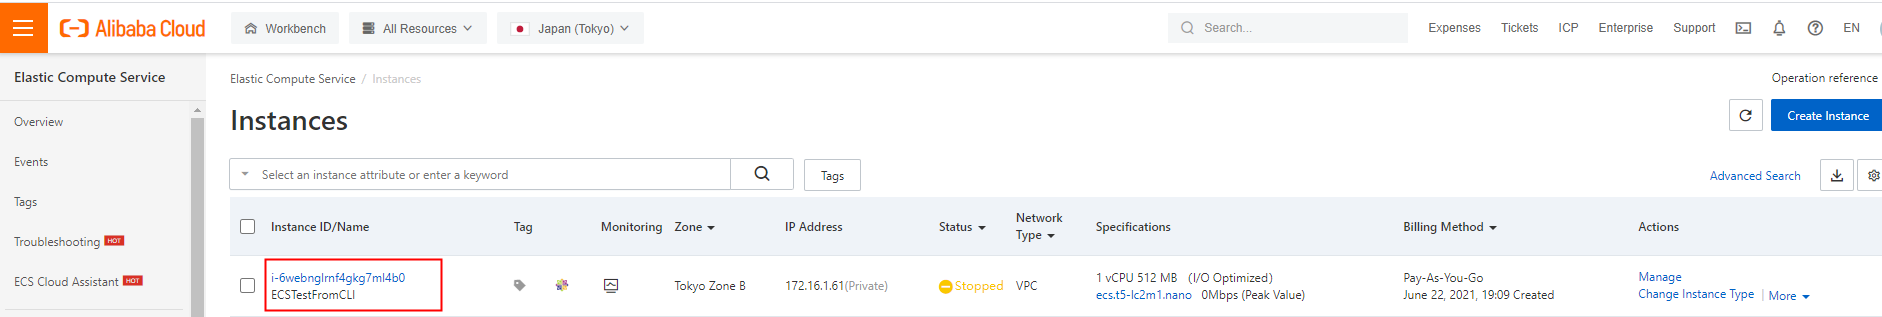 Alibaba Cloud Workbench All Resources Japan (Tokyo) Search... Expenses Tickets ICP Enterprise Support EN
Elastic Compute Service
Overview
Events
Tags
Troubleshooting HOT
ECS Cloud Assistant HOT
Elastic Compute Service / Instances
Operation reference
Instances
Create Instance
Select an instance attribute or enter a keyword Tags Advanced Search
Instance ID/Name Tag Monitoring Zone IP Address Status Network Type Specifications Billing Method Actions
i-6webnglrnf4gkg7ml4b0
ECSTestFromCLI
Tokyo Zone B
172.16.1.61(Private)
Stopped
VPC
1 vCPU 512 MB (I/O Optimized)
ecs.t5-lc2m1.nano 0Mbps (Peak Value)
Pay-As-You-Go
June 22, 2021, 19:09 Created
Manage
Change Instance Type | More